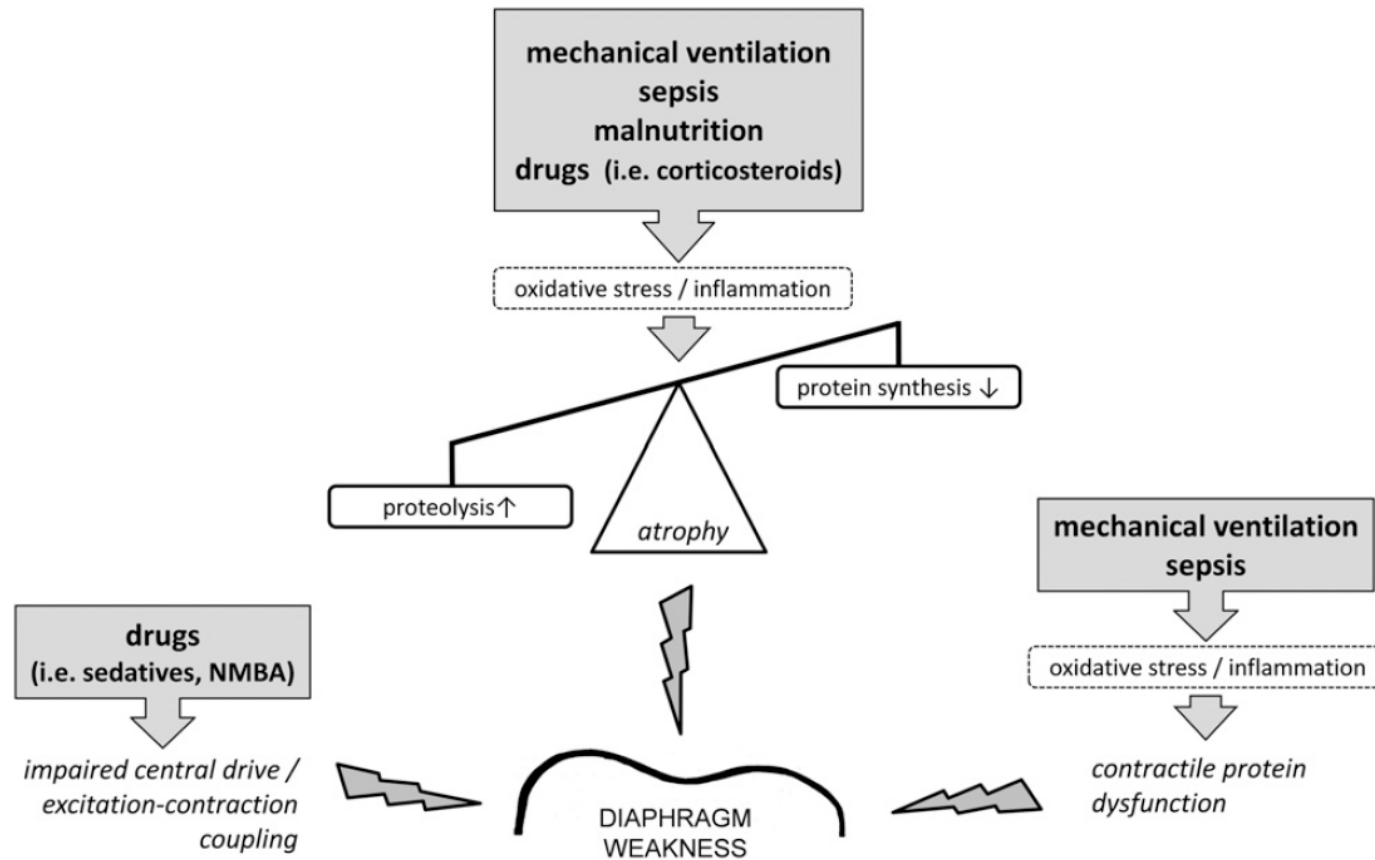 mechanical ventilation
sepsis
malnutrition
drugs (i.e. corticosteroids)
oxidative stress / inflammation
protein synthesis ↓
proteolysis↑
atrophy
mechanical ventilation
sepsis
oxidative stress / inflammation
contractile protein
dysfunction
drugs
(i.e. sedatives, NMBA)
impaired central drive /
excitation-contraction
coupling
DIAPHRAGM
WEAKNESS